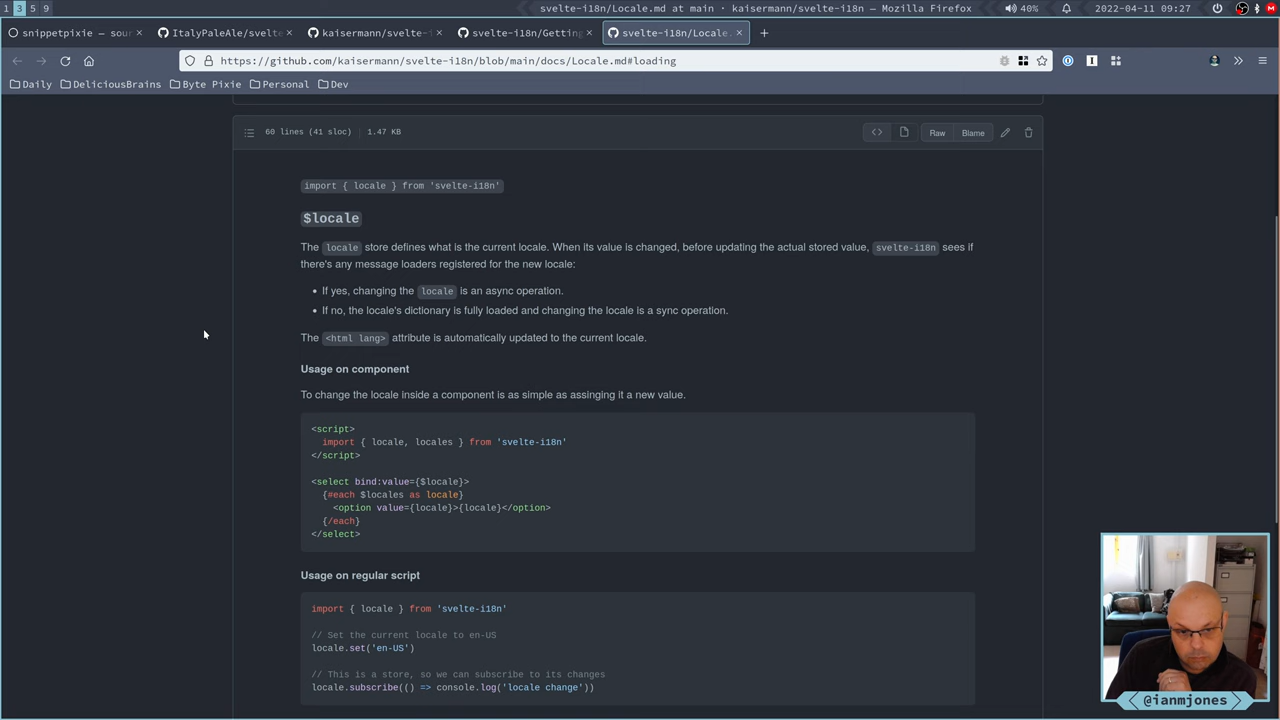 1 3 5 9
svelte-i18n/Locale.md at main · kaisermann/svelte-i18n — Mozilla Firefox
40%
2022-04-11 09:27
snippetpixie — sour
ItalyPaleAle/svelte
kaisermann/svelte-i
svelte-i18n/Getting
svelte-i18n/Locale.
https://github.com/kaisermann/svelte-i18n/blob/main/docs/Locale.md#loading
Daily DeliciousBrains Byte Pixie Personal Dev
60 lines (41 sloc) 1.47 KB
Raw Blame
import { locale } from 'svelte-i18n'
$locale
The locale store defines what is the current locale. When its value is changed, before updating the actual stored value, svelte-i18n sees if
there's any message loaders registered for the new locale:
• If yes, changing the locale is an async operation.
• If no, the locale's dictionary is fully loaded and changing the locale is a sync operation.
The <html lang> attribute is automatically updated to the current locale.
Usage on component
To change the locale inside a component is as simple as assinging it a new value.
<script>
import { locale, locales } from 'svelte-i18n'
</script>
<select bind:value={$locale}>
{#each $locales as locale}
<option value={locale}>{locale}</option>
{/each}
</select>
Usage on regular script
import { locale } from 'svelte-i18n'
// Set the current locale to en-US
locale.set('en-US')
// This is a store, so we can subscribe to its changes
locale.subscribe(() => console.log('locale change'))
@ianmjones